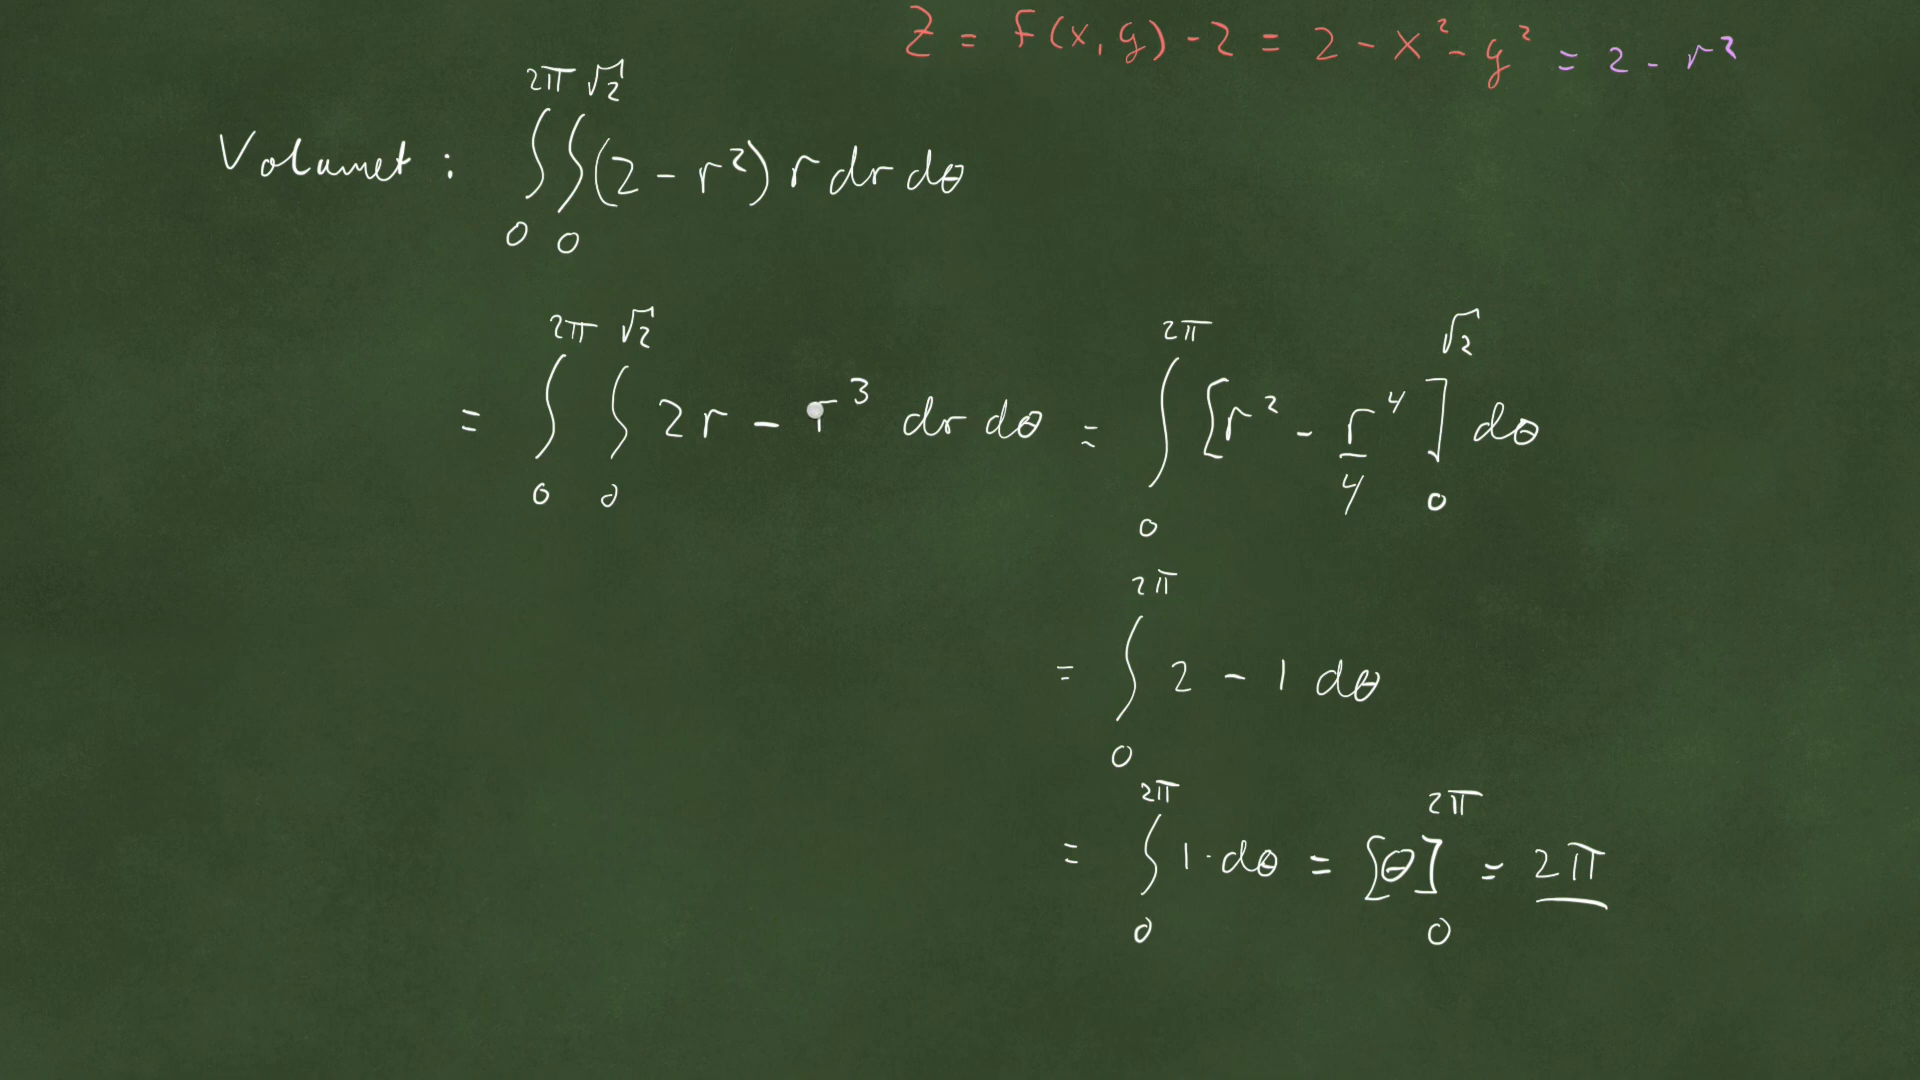 Z = f(x,y) - 2 = 2 - x² - y² = 2 - r²
Volumet: ∫₀^2π ∫₀^√2 (2 - r²) r dr dθ
= ∫₀^2π ∫₀^√2 2r - r³ dr dθ = ∫₀^2π [r² - r⁴/4]₀^√2 dθ
= ∫₀^2π 2 - 1 dθ
= ∫₀^2π 1·dθ = [θ]₀^2π = 2π